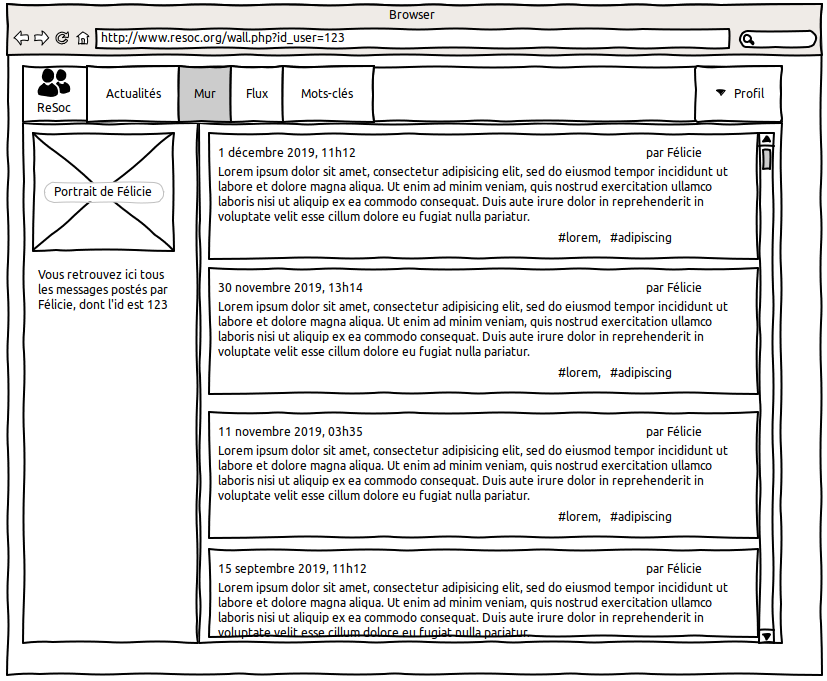 Browser
http://www.resoc.org/wall.php?id_user=123
ReSoc
Actualités
Mur
Flux
Mots-clés
Profil
Portrait de Félicie
Vous retrouvez ici tous
les messages postés par
Félicie, dont l'id est 123
1 décembre 2019, 11h12
par Félicie
Lorem ipsum dolor sit amet, consectetur adipisicing elit, sed do eiusmod tempor incididunt ut
labore et dolore magna aliqua. Ut enim ad minim veniam, quis nostrud exercitation ullamco
laboris nisi ut aliquip ex ea commodo consequat. Duis aute irure dolor in reprehenderit in
voluptate velit esse cillum dolore eu fugiat nulla pariatur.
#lorem, #adipiscing
30 novembre 2019, 13h14
par Félicie
Lorem ipsum dolor sit amet, consectetur adipisicing elit, sed do eiusmod tempor incididunt ut
labore et dolore magna aliqua. Ut enim ad minim veniam, quis nostrud exercitation ullamco
laboris nisi ut aliquip ex ea commodo consequat. Duis aute irure dolor in reprehenderit in
voluptate velit esse cillum dolore eu fugiat nulla pariatur.
#lorem, #adipiscing
11 novembre 2019, 03h35
par Félicie
Lorem ipsum dolor sit amet, consectetur adipisicing elit, sed do eiusmod tempor incididunt ut
labore et dolore magna aliqua. Ut enim ad minim veniam, quis nostrud exercitation ullamco
laboris nisi ut aliquip ex ea commodo consequat. Duis aute irure dolor in reprehenderit in
voluptate velit esse cillum dolore eu fugiat nulla pariatur.
#lorem, #adipiscing
15 septembre 2019, 11h12
par Félicie
Lorem ipsum dolor sit amet, consectetur adipisicing elit, sed do eiusmod tempor incididunt ut
labore et dolore magna aliqua. Ut enim ad minim veniam, quis nostrud exercitation ullamco
laboris nisi ut aliquip ex ea commodo consequat. Duis aute irure dolor in reprehenderit in
voluptate velit esse cillum dolore eu fugiat nulla pariatur.